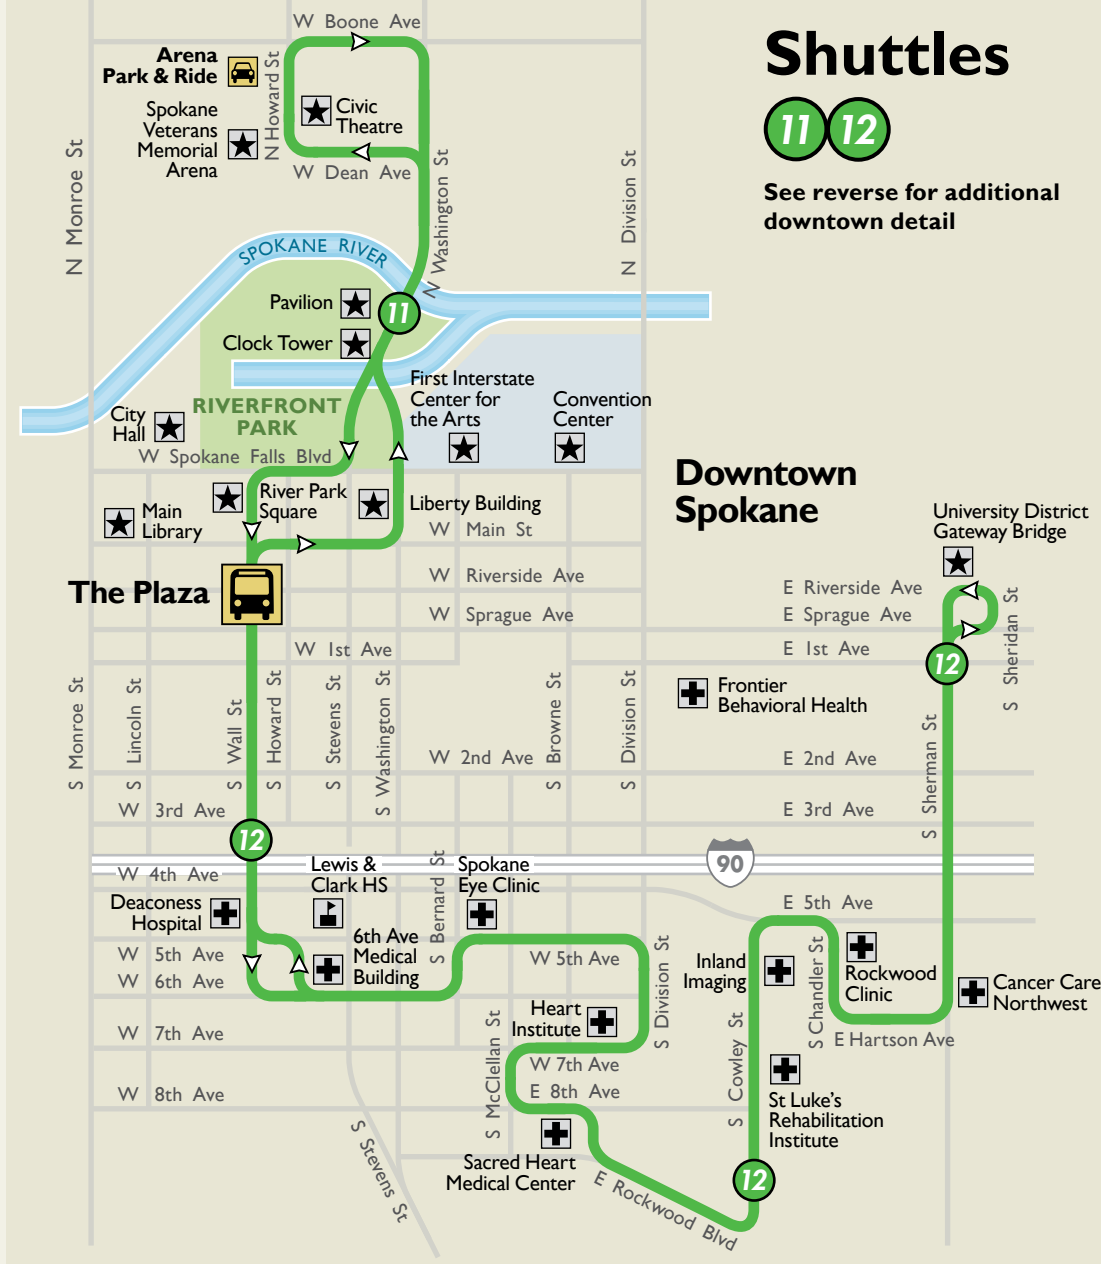 Shuttles
11 12
See reverse for additional
downtown detail
W Boone Ave
Arena
Park & Ride
N Howard St
Civic
Theatre
Spokane
Veterans
Memorial
Arena
W Dean Ave
N Monroe St
N Washington St
N Division St
SPOKANE RIVER
Pavilion
11
Clock Tower
First Interstate
Center for
the Arts
Convention
Center
RIVERFRONT
PARK
City
Hall
W Spokane Falls Blvd
River Park
Square
Liberty Building
Main
Library
W Main St
Downtown
Spokane
University District
Gateway Bridge
The Plaza
W Riverside Ave
E Riverside Ave
W Sprague Ave
E Sprague Ave
W 1st Ave
E 1st Ave
12
S Sheridan St
Frontier
Behavioral Health
S Monroe St
S Lincoln St
S Wall St
S Howard St
S Stevens St
S Washington St
S Browne St
S Division St
S Sherman St
W 2nd Ave
E 2nd Ave
W 3rd Ave
E 3rd Ave
12
90
W 4th Ave
Lewis &
Clark HS
S Bernard St
Spokane
Eye Clinic
Deaconess
Hospital
E 5th Ave
W 5th Ave
6th Ave
Medical
Building
W 5th Ave
S Division St
Inland
Imaging
S Chandler St
Rockwood
Clinic
Cancer Care
Northwest
W 6th Ave
Heart
Institute
S McClellan St
S Cowley St
E Hartson Ave
W 7th Ave
W 7th Ave
W 8th Ave
E 8th Ave
St Luke's
Rehabilitation
Institute
S Stevens St
Sacred Heart
Medical Center
E Rockwood Blvd
12